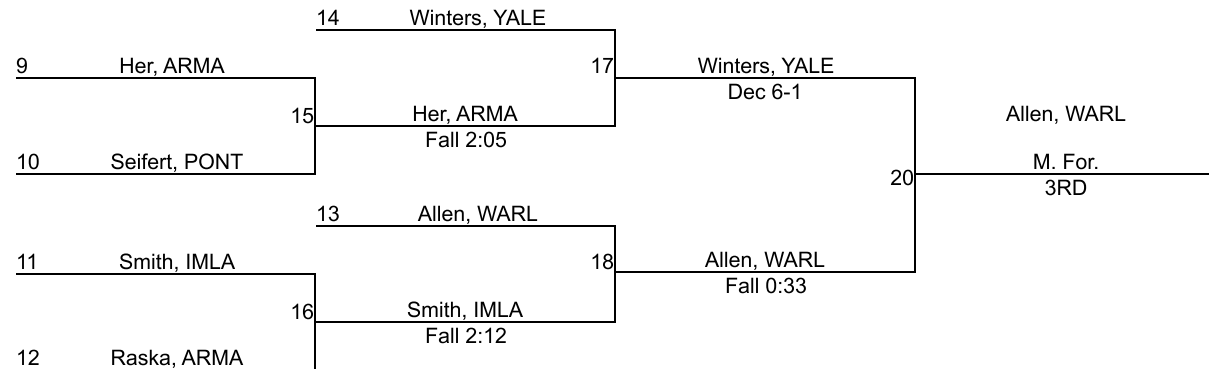 14 Winters, YALE
9 Her, ARMA
17 Winters, YALE
Dec 6-1
15 Her, ARMA
Fall 2:05
Allen, WARL
10 Seifert, PONT
M. For.
20
3RD
13 Allen, WARL
11 Smith, IMLA
18 Allen, WARL
Fall 0:33
16 Smith, IMLA
Fall 2:12
12 Raska, ARMA